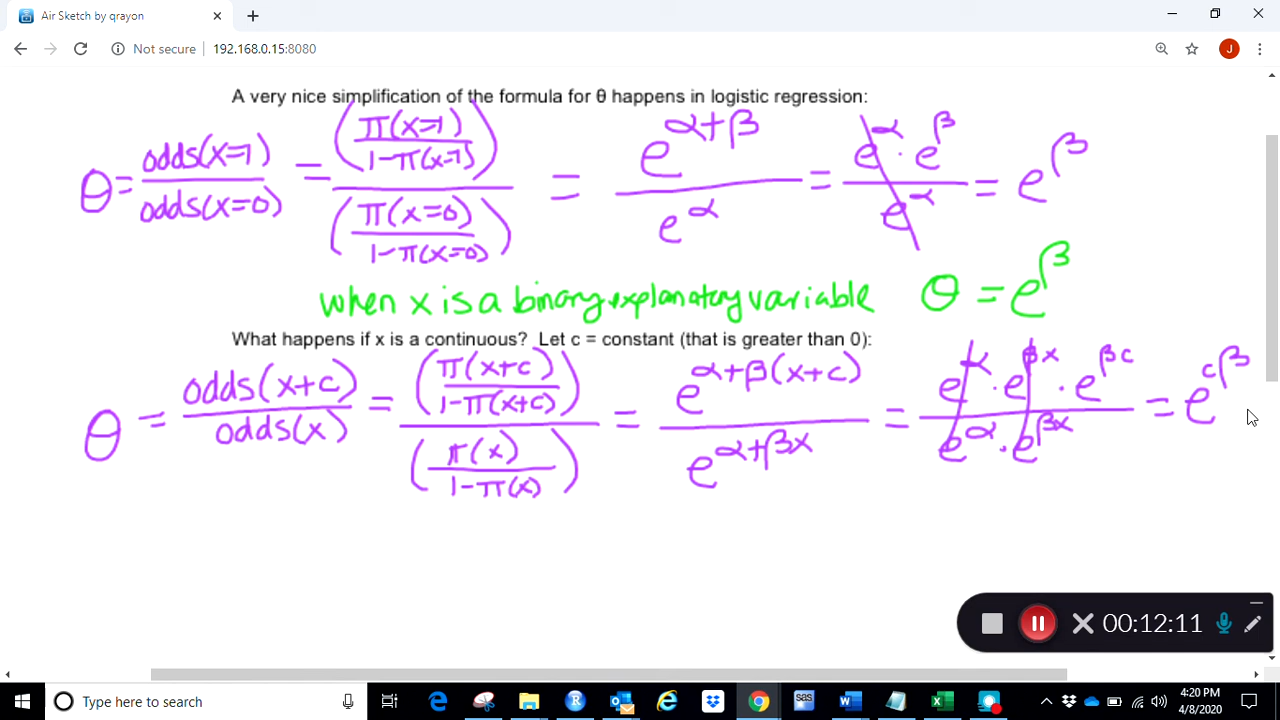 Air Sketch by qrayon
Not secure 192.168.0.15:8080
J
A very nice simplification of the formula for θ happens in logistic regression:
θ = odds(x=1) / odds(x=0) = (π(x=1) / 1-π(x=1)) / (π(x=0) / 1-π(x=0)) = e^(α+β) / e^α = e^α · e^β / e^α = e^β
when x is a binary explanatory variable θ = e^β
What happens if x is a continuous? Let c = constant (that is greater than 0):
θ = odds(x+c) / odds(x) = (π(x+c) / 1-π(x+c)) / (π(x) / 1-π(x)) = e^(α+β(x+c)) / e^(α+βx) = e^α · e^βx · e^βc / e^α · e^βx = e^cβ
00:12:11
Type here to search
sas
4:20 PM
4/8/2020